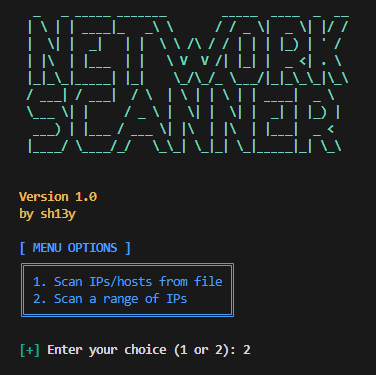 NETWORK
SCANNER
Version 1.0
by sh13y
[ MENU OPTIONS ]
1. Scan IPs/hosts from file
2. Scan a range of IPs
[+] Enter your choice (1 or 2): 2